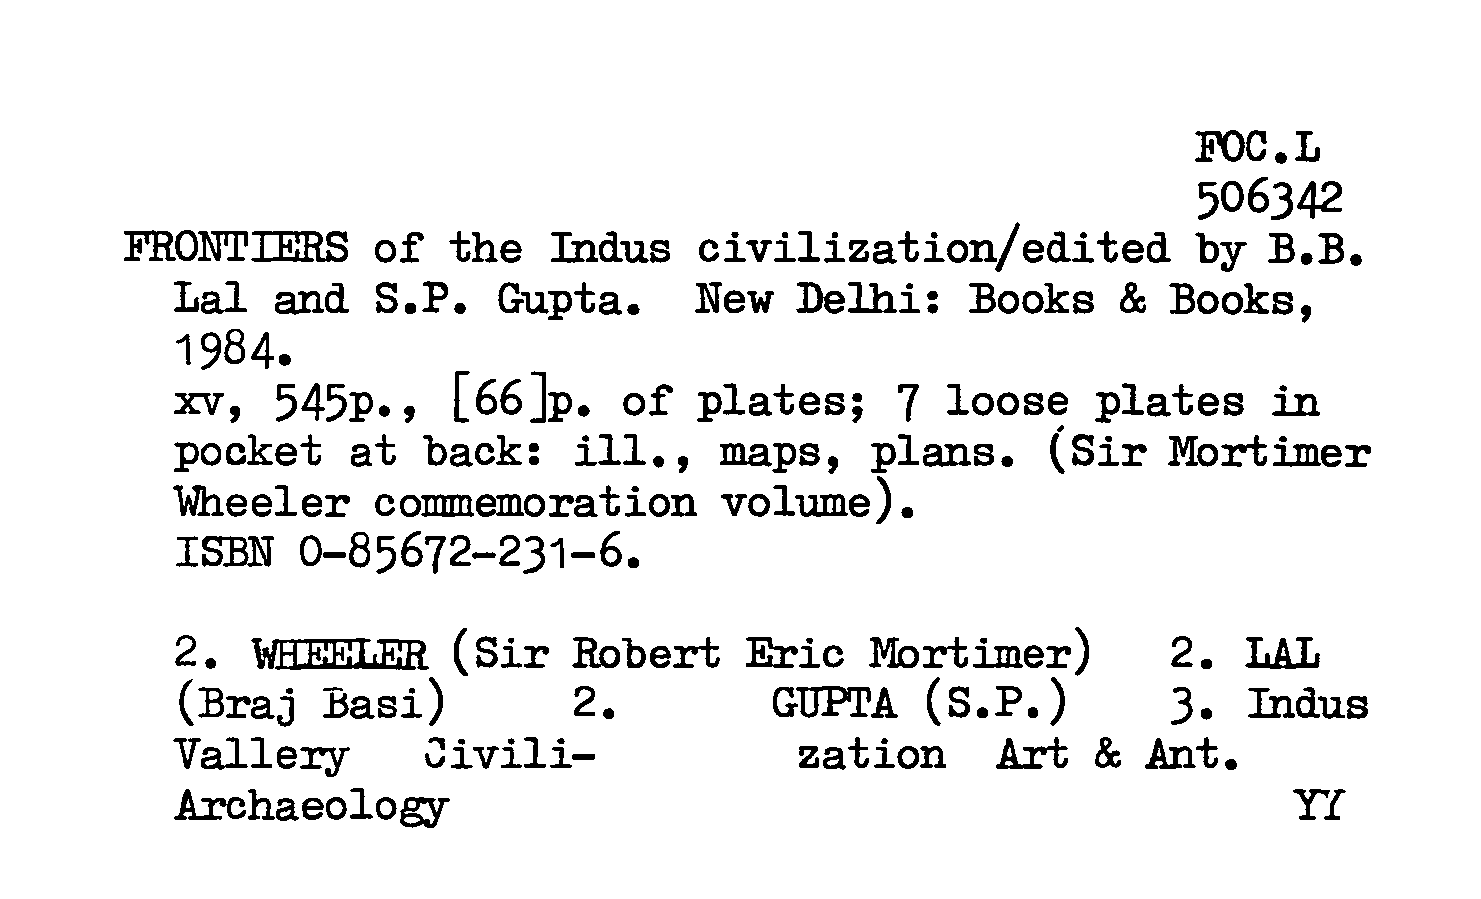 FOC.L
506342
FRONTIERS of the Indus civilization/edited by B.B.
Lal and S.P. Gupta. New Delhi: Books & Books,
1984.
xv, 545p., [66]p. of plates; 7 loose plates in
pocket at back: ill., maps, plans. (Sir Mortimer
Wheeler commemoration volume).
ISBN 0-85672-231-6.
2. WHEELER (Sir Robert Eric Mortimer) 2. LAL
(Braj Basi) 2. GUPTA (S.P.) 3. Indus
Vallery Civili- zation Art & Ant.
Archaeology